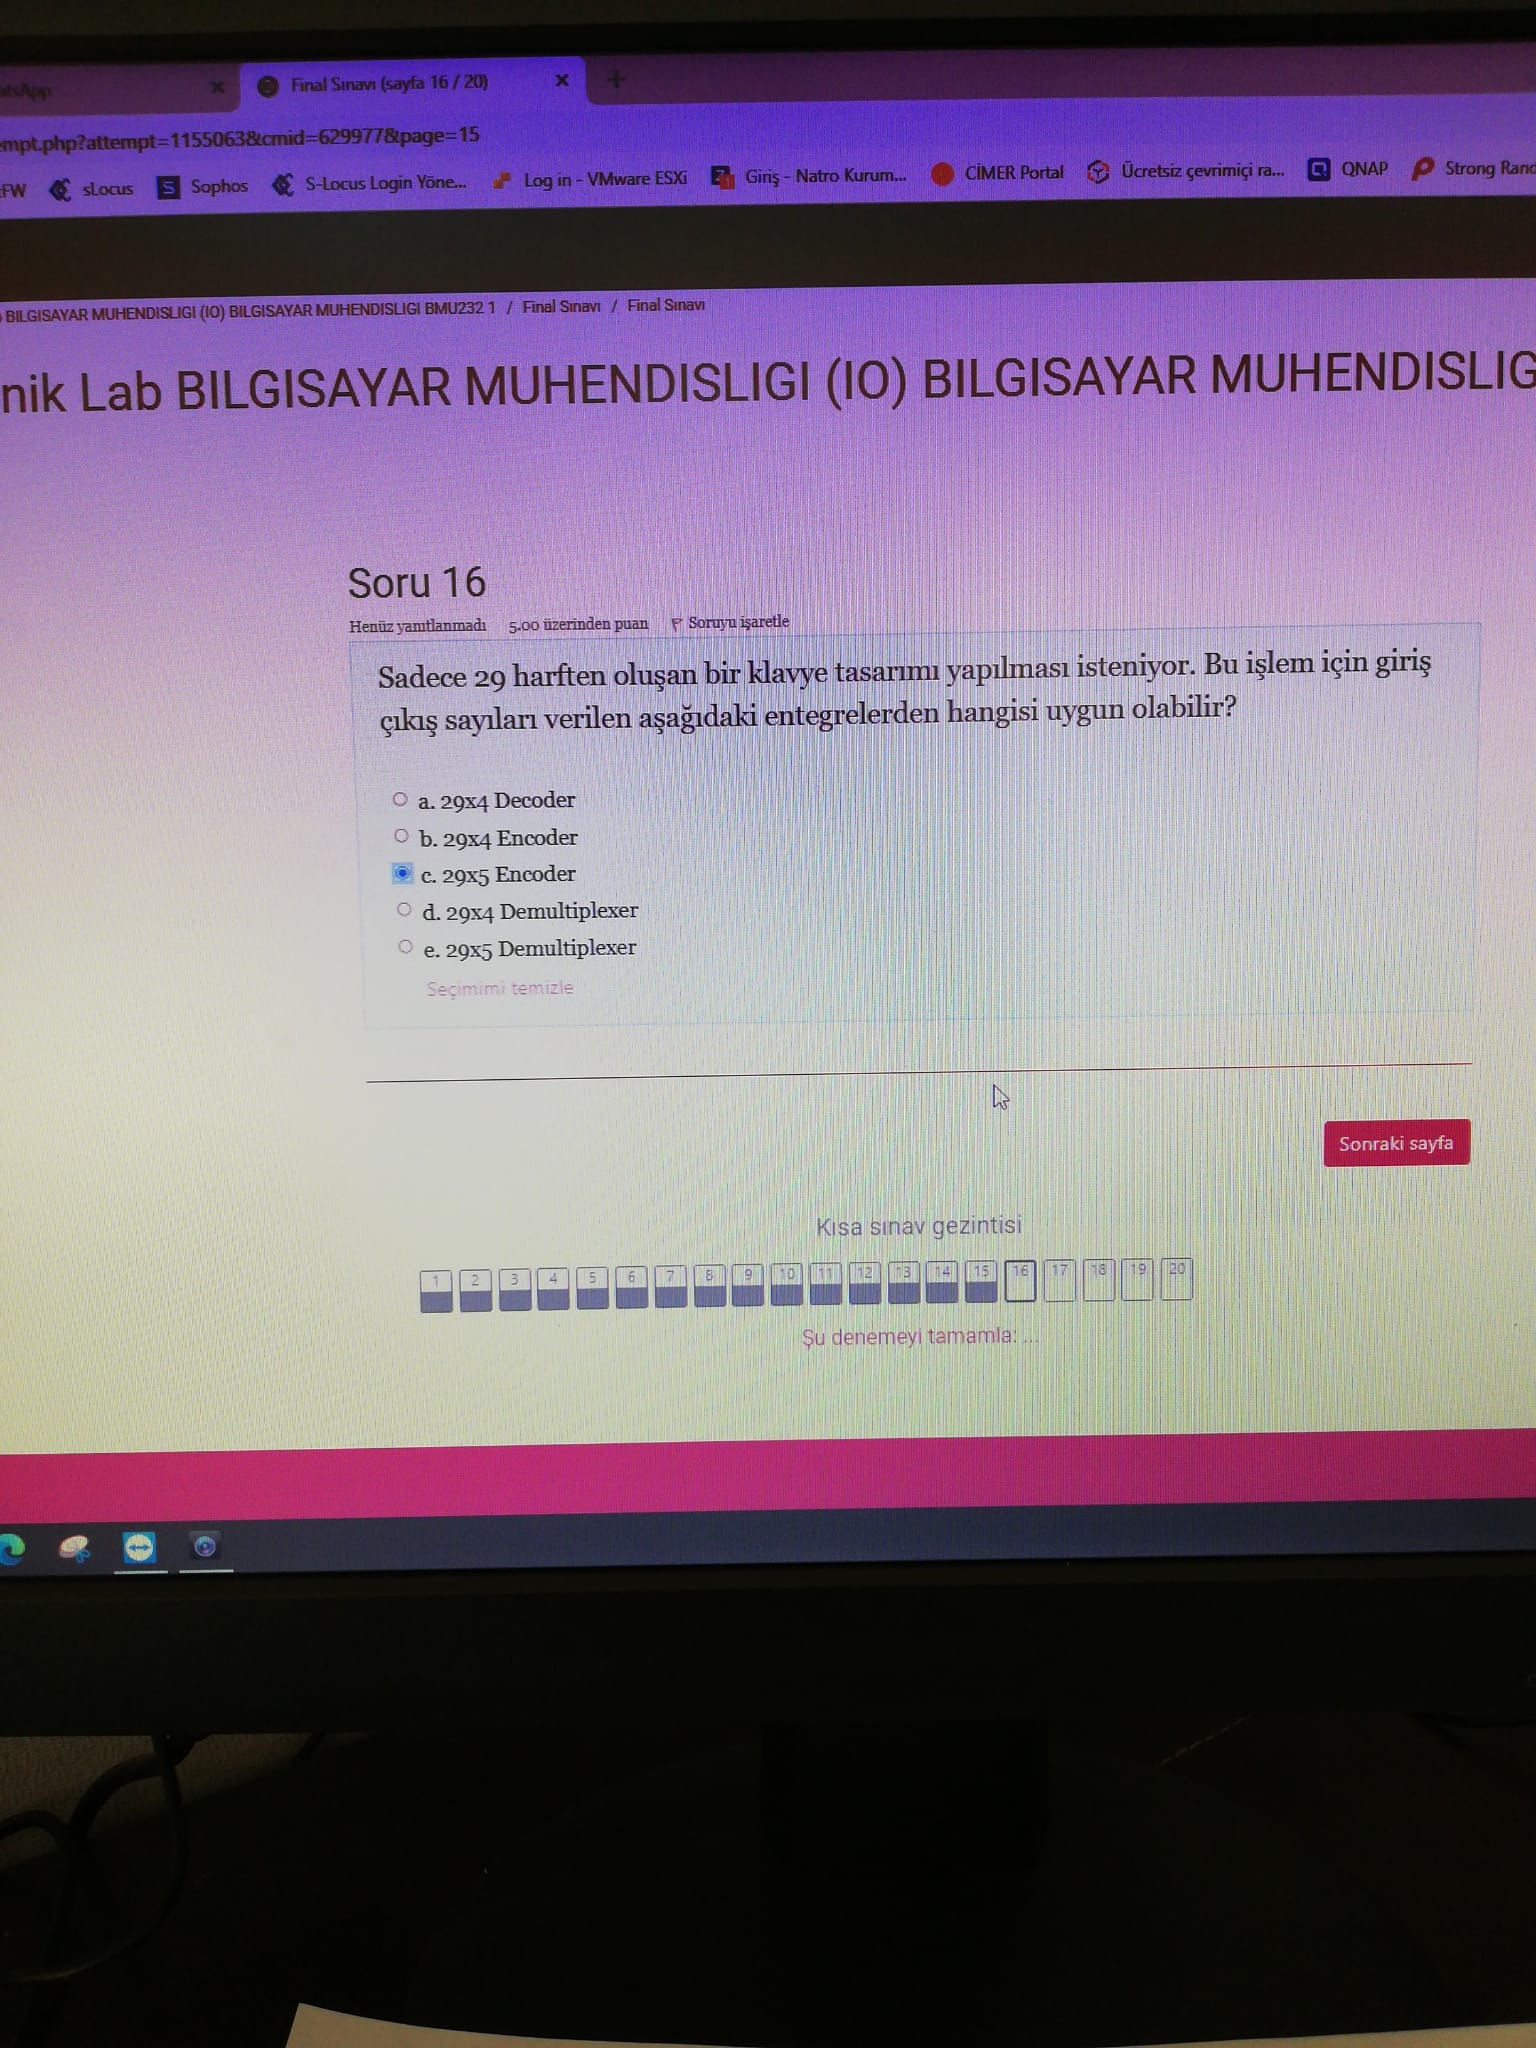 atsApp
Final Sınavı (sayfa 16 / 20)
empt.php?attempt=1155063&cmid=629977&page=15
FW sLocus Sophos S-Locus Login Yöne... Log in - VMware ESXi Giriş - Natro Kurum... CİMER Portal Ücretsiz çevrimiçi ra... QNAP Strong Rand
BILGISAYAR MUHENDISLIGI (IO) BILGISAYAR MUHENDISLIGI BMU232 1 / Final Sınavı / Final Sınavı
nik Lab BILGISAYAR MUHENDISLIGI (IO) BILGISAYAR MUHENDISLIG
Soru 16
Henüz yanıtlanmadı 5.00 üzerinden puan Soruyu işaretle
Sadece 29 harften oluşan bir klavye tasarımı yapılması isteniyor. Bu işlem için giriş
çıkış sayıları verilen aşağıdaki entegrelerden hangisi uygun olabilir?
a. 29x4 Decoder
b. 29x4 Encoder
c. 29x5 Encoder
d. 29x4 Demultiplexer
e. 29x5 Demultiplexer
Seçimimi temizle
Sonraki sayfa
Kısa sınav gezintisi
1 2 3 4 5 6 7 8 9 10 11 12 13 14 15 16 17 18 19 20
Şu denemeyi tamamla: ...